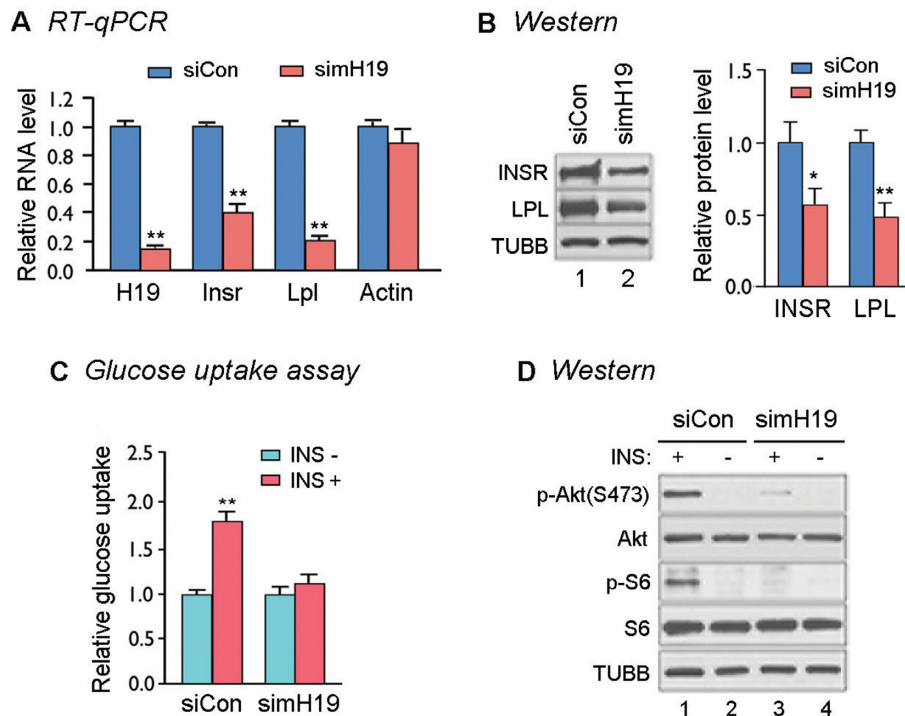 A RT-qPCR
siCon simH19
Relative RNA level
1.2
1.0
0.8
0.6
0.4
0.2
0.0
**
**
**
H19 Insr Lpl Actin
B Western
siCon simH19
INSR
LPL
TUBB
1 2
siCon
simH19
Relative protein level
1.5
1.0
0.5
0.0
*
**
INSR LPL
C Glucose uptake assay
INS -
INS +
Relative glucose uptake
2.5
2.0
1.5
1.0
0.5
0.0
**
siCon simH19
D Western
siCon simH19
INS: + - + -
p-Akt(S473)
Akt
p-S6
S6
TUBB
1 2 3 4